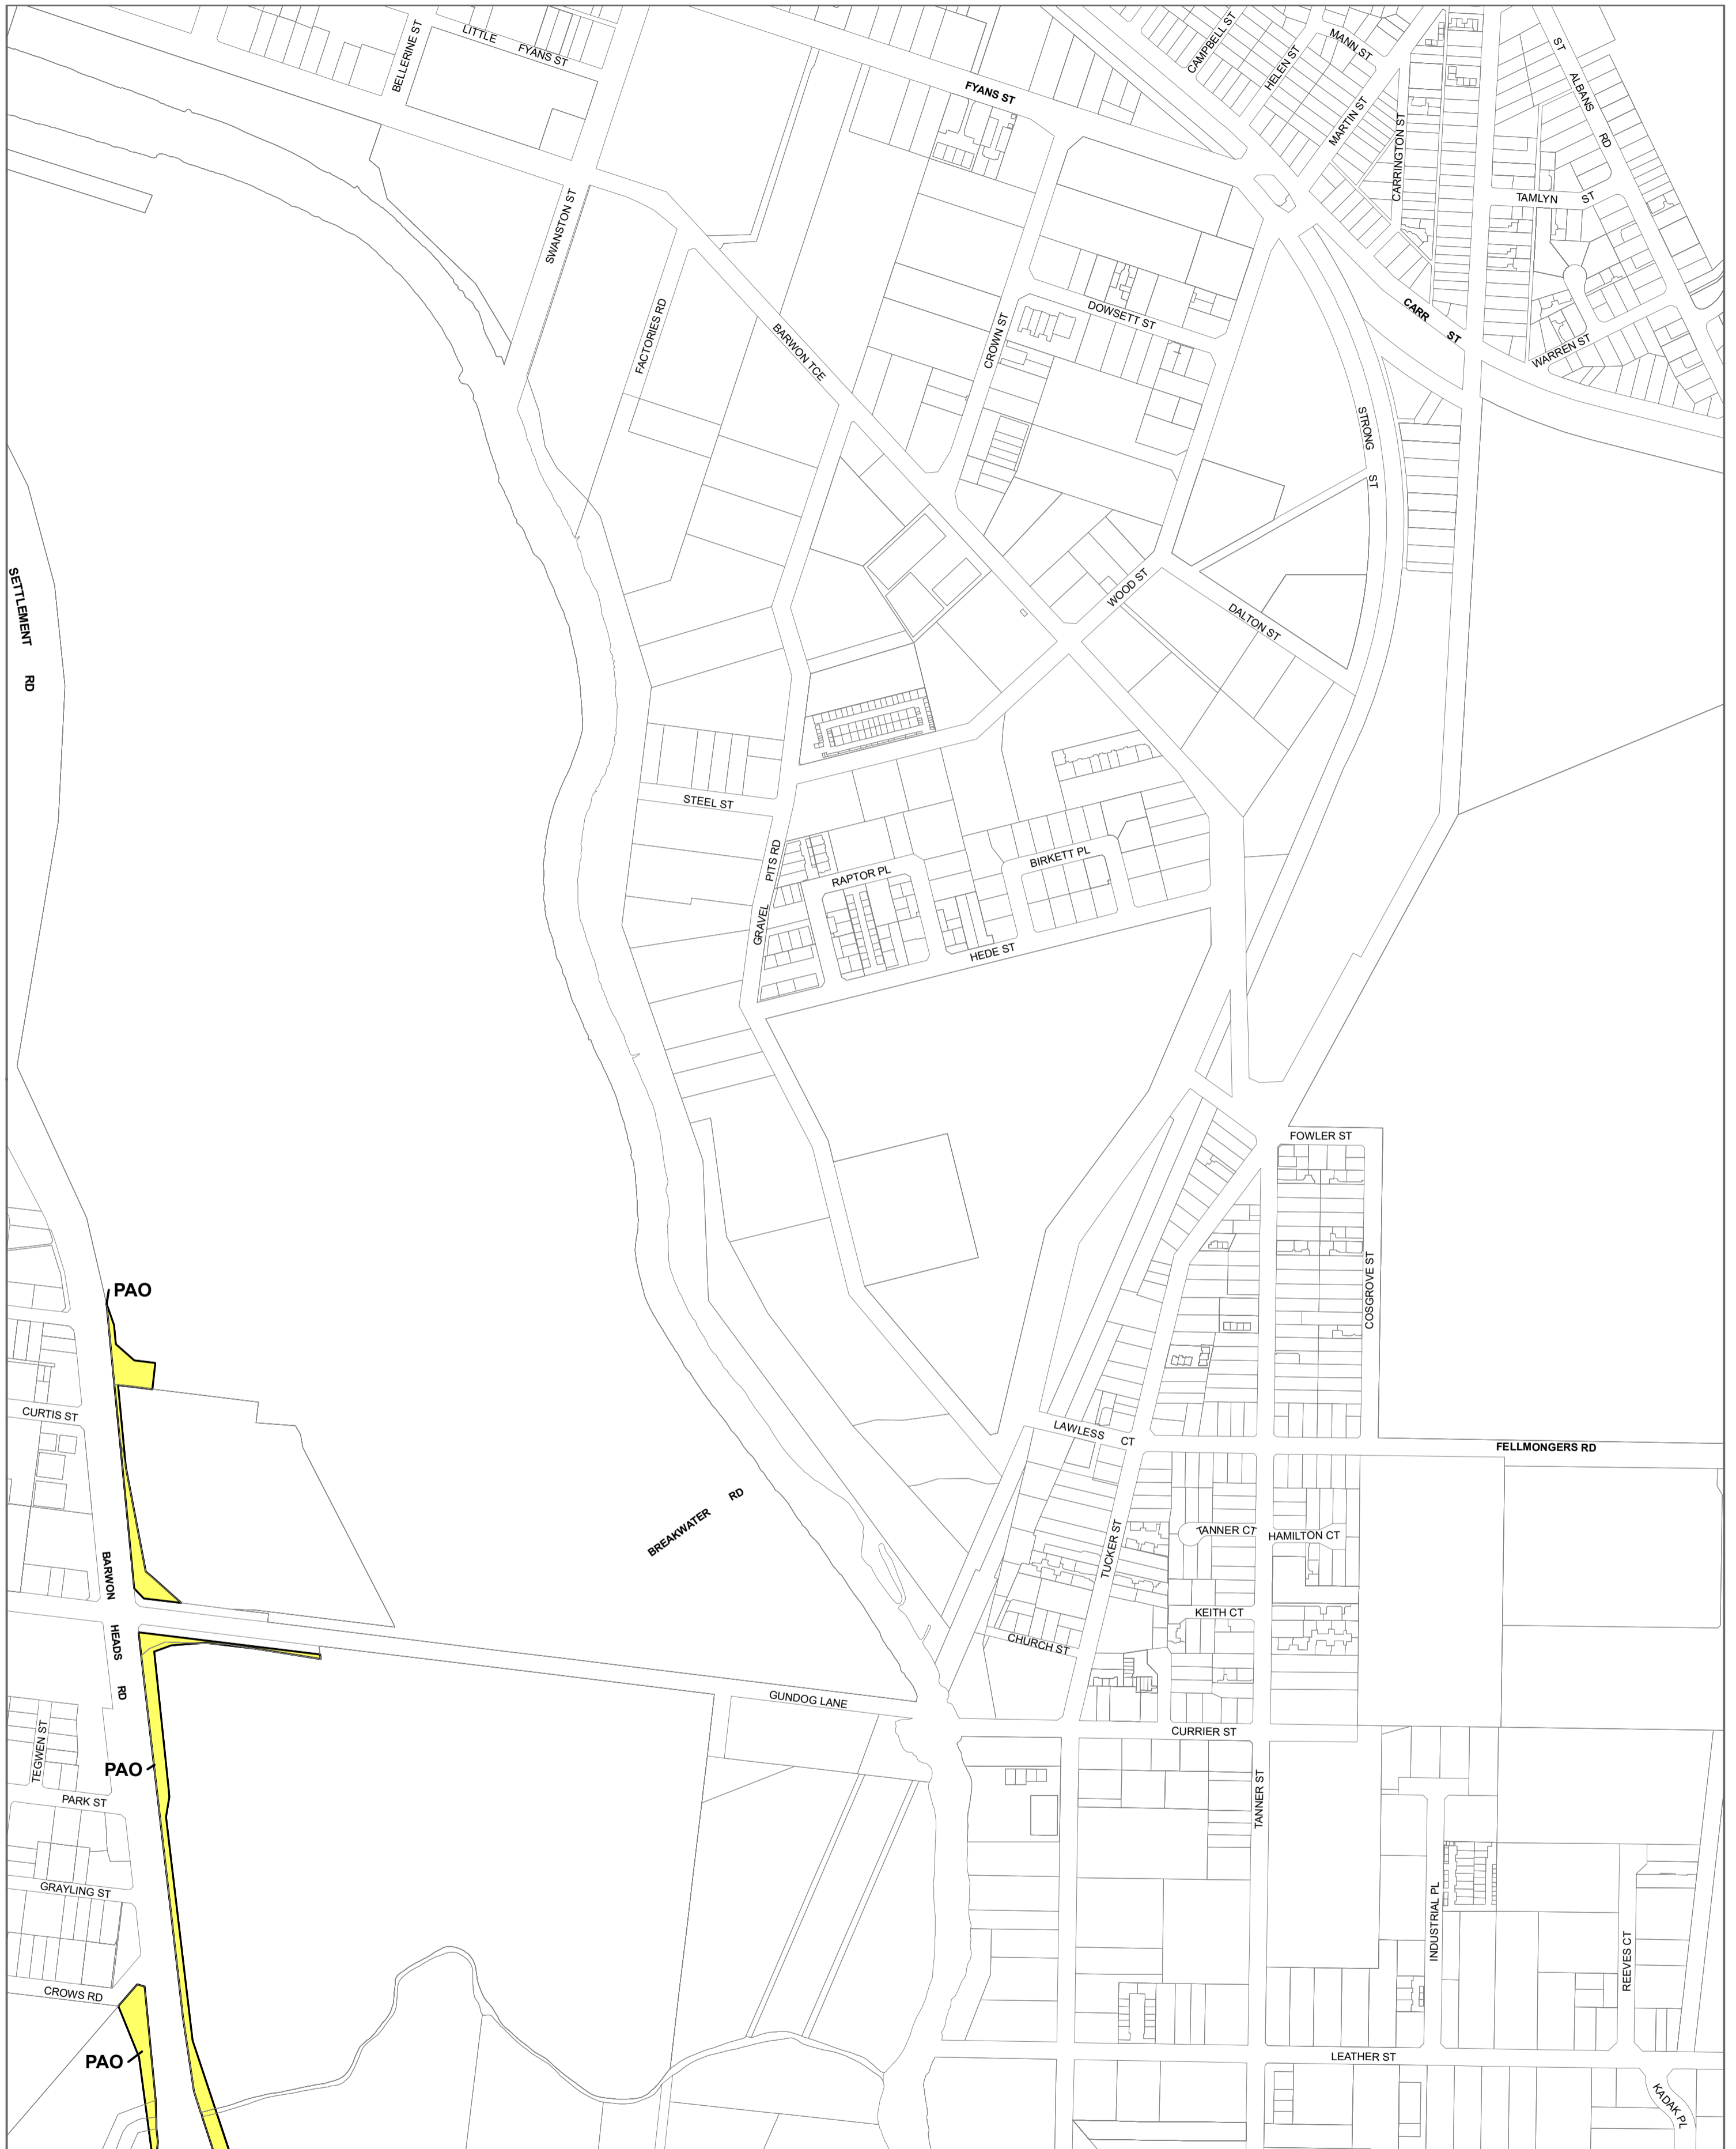 BELLERINE ST
LITTLE FYANS ST
FYANS ST
CAMPBELL ST
HELEN ST
MANN ST
MARTIN ST
CARRINGTON ST
ST ALBANS RD
TAMLYN ST
SWANSTON ST
FACTORIES RD
BARWON TCE
CROWN ST
DOWSETT ST
CARR ST
WARREN ST
STRONG ST
SETTLEMENT RD
WOOD ST
DALTON ST
STEEL ST
GRAVEL PITS RD
RAPTOR PL
BIRKETT PL
HEDE ST
FOWLER ST
COSGROVE ST
PAO
CURTIS ST
LAWLESS CT
FELLMONGERS RD
BREAKWATER RD
TUCKER ST
TANNER CT
HAMILTON CT
BARWON HEADS RD
KEITH CT
CHURCH ST
GUNDOG LANE
CURRIER ST
TEGWEN ST
PAO
PARK ST
TANNER ST
GRAYLING ST
INDUSTRIAL PL
REEVES CT
CROWS RD
PAO
LEATHER ST
KADAK PL